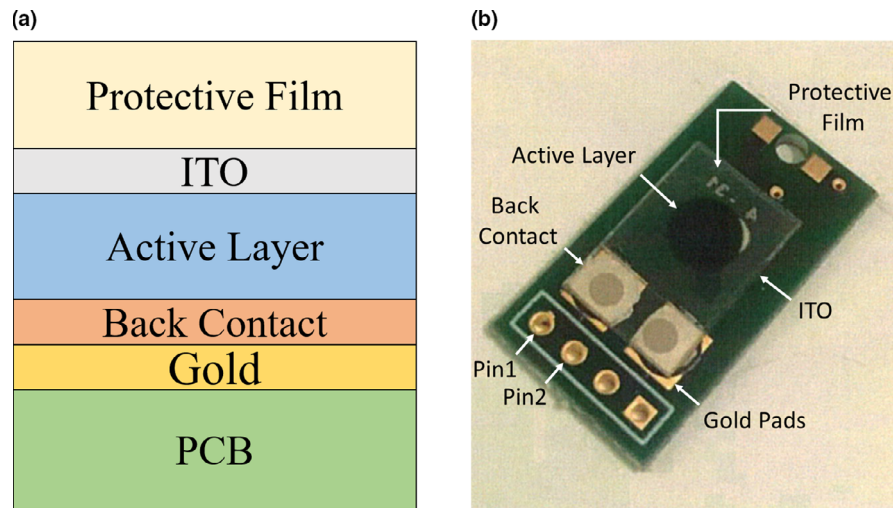 (a)
Protective Film
ITO
Active Layer
Back Contact
Gold
PCB
(b)
Protective
Film
Active Layer
Back
Contact
ITO
Pin1
Pin2
Gold Pads